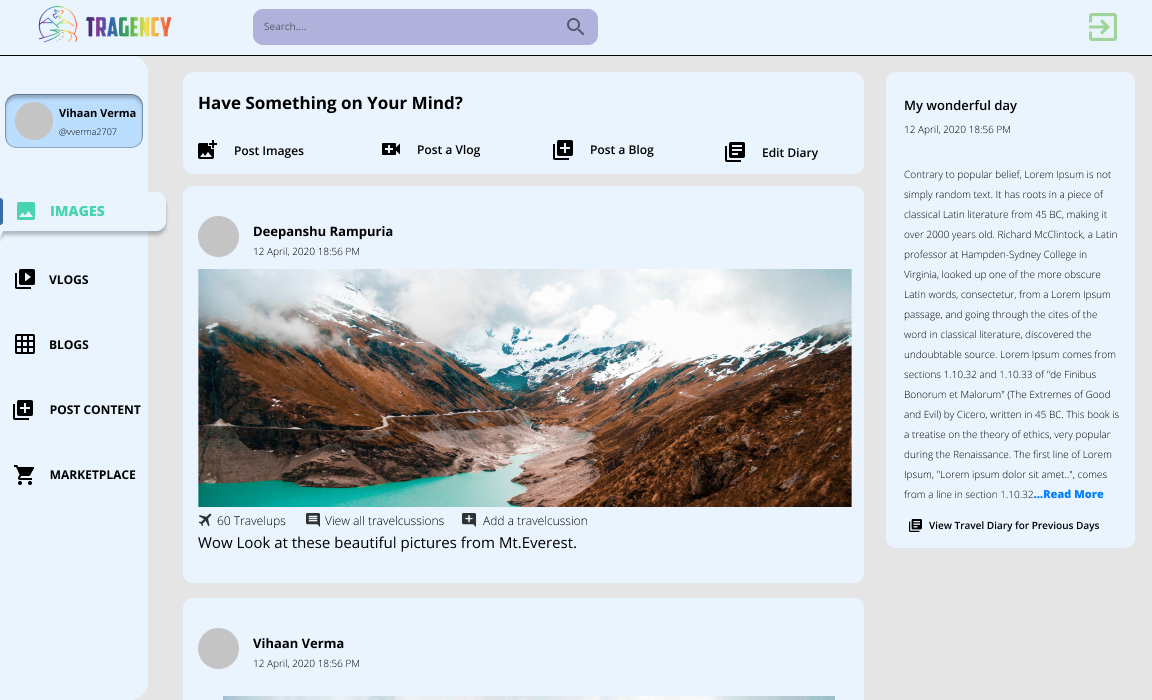 TRAGENCY
Search....
Vihaan Verma
@vverma2707
IMAGES
VLOGS
BLOGS
POST CONTENT
MARKETPLACE
Have Something on Your Mind?
Post Images
Post a Vlog
Post a Blog
Edit Diary
Deepanshu Rampuria
12 April, 2020 18:56 PM
60 Travelups
View all travelcussions
Add a travelcussion
Wow Look at these beautiful pictures from Mt.Everest.
Vihaan Verma
12 April, 2020 18:56 PM
My wonderful day
12 April, 2020 18:56 PM
Contrary to popular belief, Lorem Ipsum is not
simply random text. It has roots in a piece of
classical Latin literature from 45 BC, making it
over 2000 years old. Richard McClintock, a Latin
professor at Hampden-Sydney College in
Virginia, looked up one of the more obscure
Latin words, consectetur, from a Lorem Ipsum
passage, and going through the cites of the
word in classical literature, discovered the
undoubtable source. Lorem Ipsum comes from
sections 1.10.32 and 1.10.33 of "de Finibus
Bonorum et Malorum" (The Extremes of Good
and Evil) by Cicero, written in 45 BC. This book is
a treatise on the theory of ethics, very popular
during the Renaissance. The first line of Lorem
Ipsum, "Lorem ipsum dolor sit amet..", comes
from a line in section 1.10.32...Read More
View Travel Diary for Previous Days